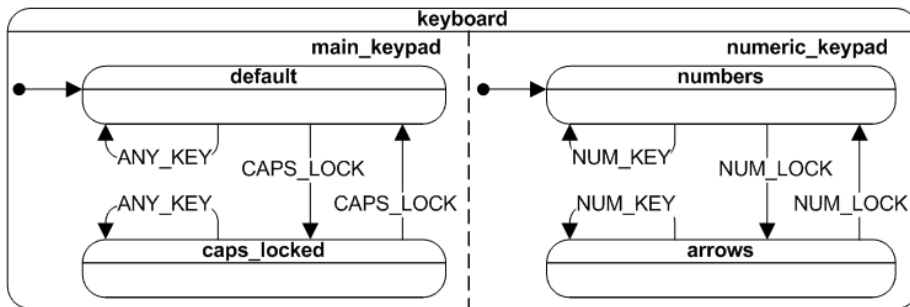 keyboard
main_keypad
default
ANY_KEY
CAPS_LOCK
ANY_KEY
CAPS_LOCK
caps_locked
numeric_keypad
numbers
NUM_KEY
NUM_LOCK
NUM_KEY
NUM_LOCK
arrows